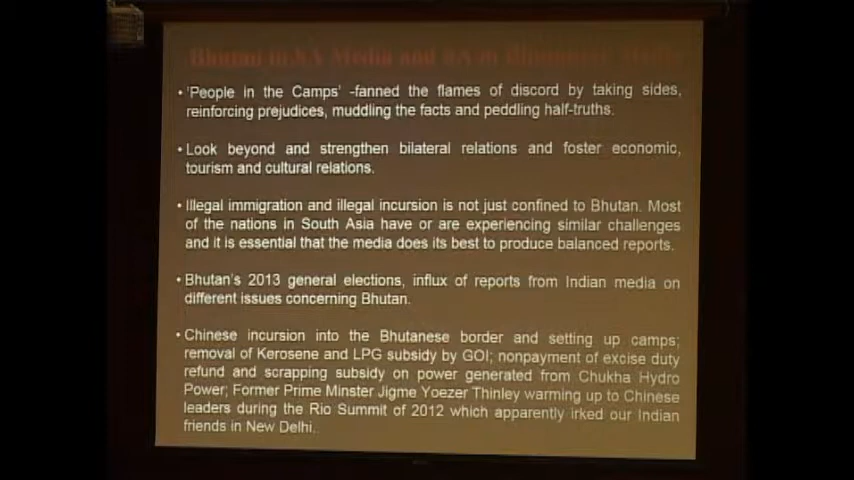 Bhutan in SA Media and SA in Bhutanese Media
• 'People in the Camps' -fanned the flames of discord by taking sides,
reinforcing prejudices, muddling the facts and peddling half-truths.
• Look beyond and strengthen bilateral relations and foster economic,
tourism and cultural relations.
• Illegal immigration and illegal incursion is not just confined to Bhutan. Most
of the nations in South Asia have or are experiencing similar challenges
and it is essential that the media does its best to produce balanced reports.
• Bhutan's 2013 general elections, influx of reports from Indian media on
different issues concerning Bhutan.
• Chinese incursion into the Bhutanese border and setting up camps;
removal of Kerosene and LPG subsidy by GOI; nonpayment of excise duty
refund and scrapping subsidy on power generated from Chukha Hydro
Power; Former Prime Minster Jigme Yoezer Thinley warming up to Chinese
leaders during the Rio Summit of 2012 which apparently irked our Indian
friends in New Delhi.